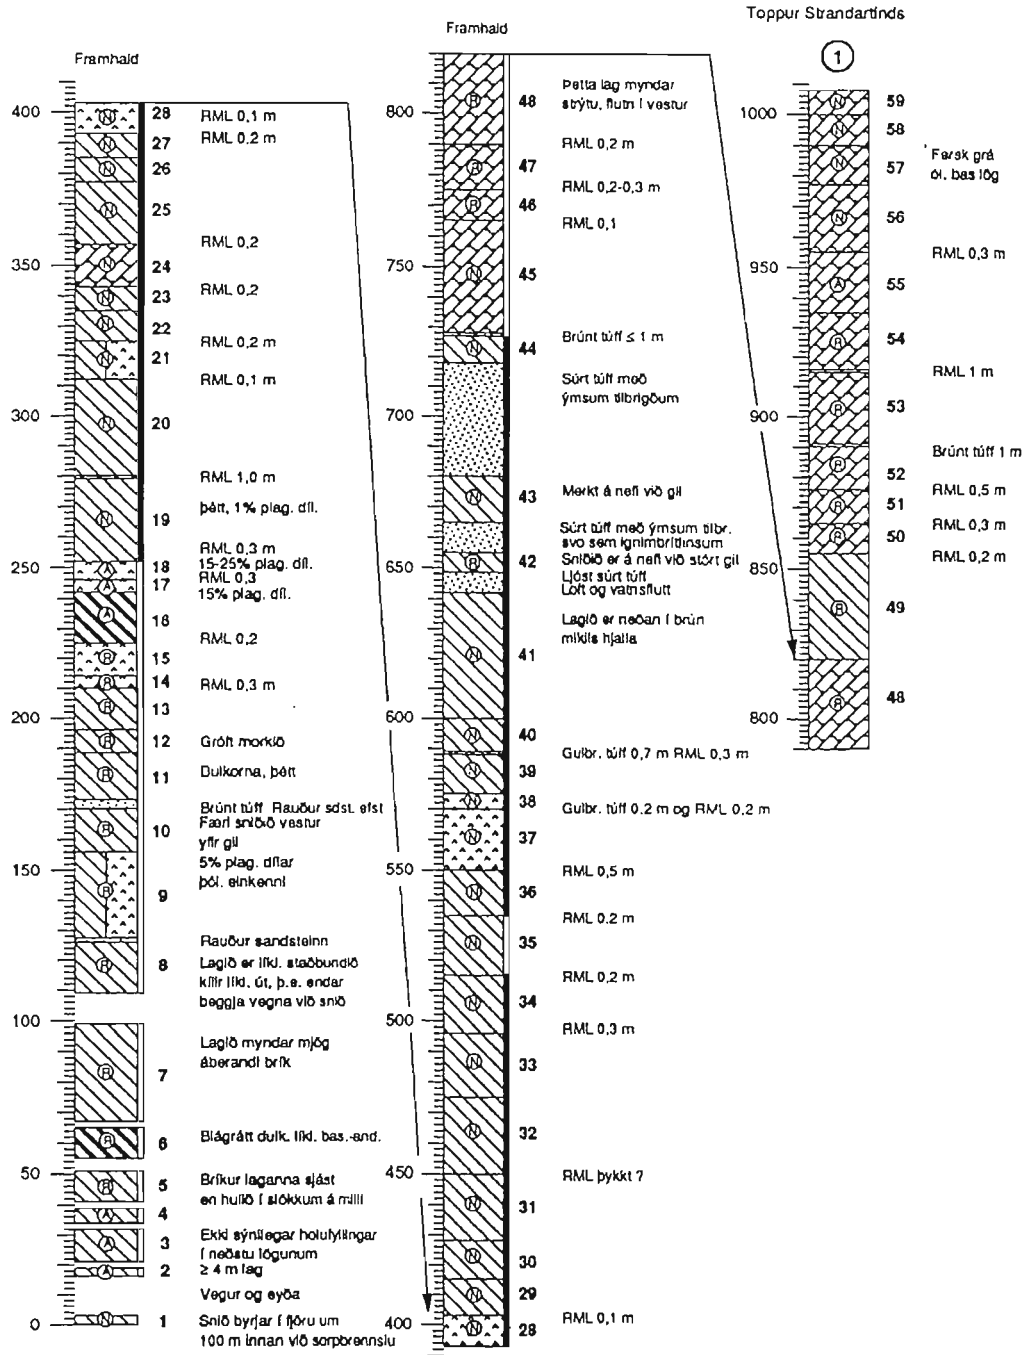 Toppur Strandartinds
1
Framhald
Framhald
400
28 RML 0,1 m
27 RML 0,2 m
26
25
350
RML 0,2
24
23 RML 0,2
22
RML 0,2 m
21
RML 0,1 m
300
20
RML 1,0 m
19 þétt, 1% plag. díl.
RML 0,3 m
250
18 15-25% plag. díl.
17 RML 0,3
15% plag. díl.
16
RML 0,2
15
14 RML 0,3 m
13
200
12 Gróft morkið
11 Dulkorna, þétt
Brúnt túff Rauður sdst. efst
10 Færi sniðið vestur
yfir gil
150
9 5% plag. dílar
þól. einkenni
Rauður sandsteinn
8 Lagið er líkl. staðbundið
kílir líkl. út, þ.e. endar
beggja vegna við snið
100
7 Lagið myndar mjög
áberandi brík
6 Blágrátt dulk. líkl. bas.-and.
50
5 Bríkur laganna sjást
en hulið í slökkum á milli
4
3 Ekki sýnilegar holufyllingar
í neðstu lögunum
2 ≥ 4 m lag
Vegur og eyða
0
1 Snið byrjar í fjöru um
100 m innan við sorpbrennslu
800
48 Þetta lag myndar
strýtu, flutn í vestur
RML 0,2 m
47
RML 0,2-0,3 m
46
RML 0,1
750
45
44 Brúnt túff ≤ 1 m
Súrt túff með
ýmsum tilbrigðum
700
43 Merkt á nefi við gil
Súrt túff með ýmsum tilbr.
svo sem ignimbrítlinsum
42 Sniðið er á nefi við stórt gil
650
Ljóst súrt túff
Loft og vatnsflutt
Lagið er neðan í brún
mikils hjalla
41
600
40
Gulbr. túff 0,7 m RML 0,3 m
39
38 Gulbr. túff 0.2 m og RML 0,2 m
37
550
RML 0,5 m
36
RML 0.2 m
35
RML 0,2 m
34
500
RML 0,3 m
33
32
450
RML þykkt ?
31
30
29
400
RML 0,1 m
28
1000
59
58
57 Fersk grá
ól. bas lög
56
950
RML 0,3 m
55
54
RML 1 m
53
900
Brúnt túff 1 m
52
RML 0,5 m
51
RML 0,3 m
50
850
RML 0,2 m
49
48
800